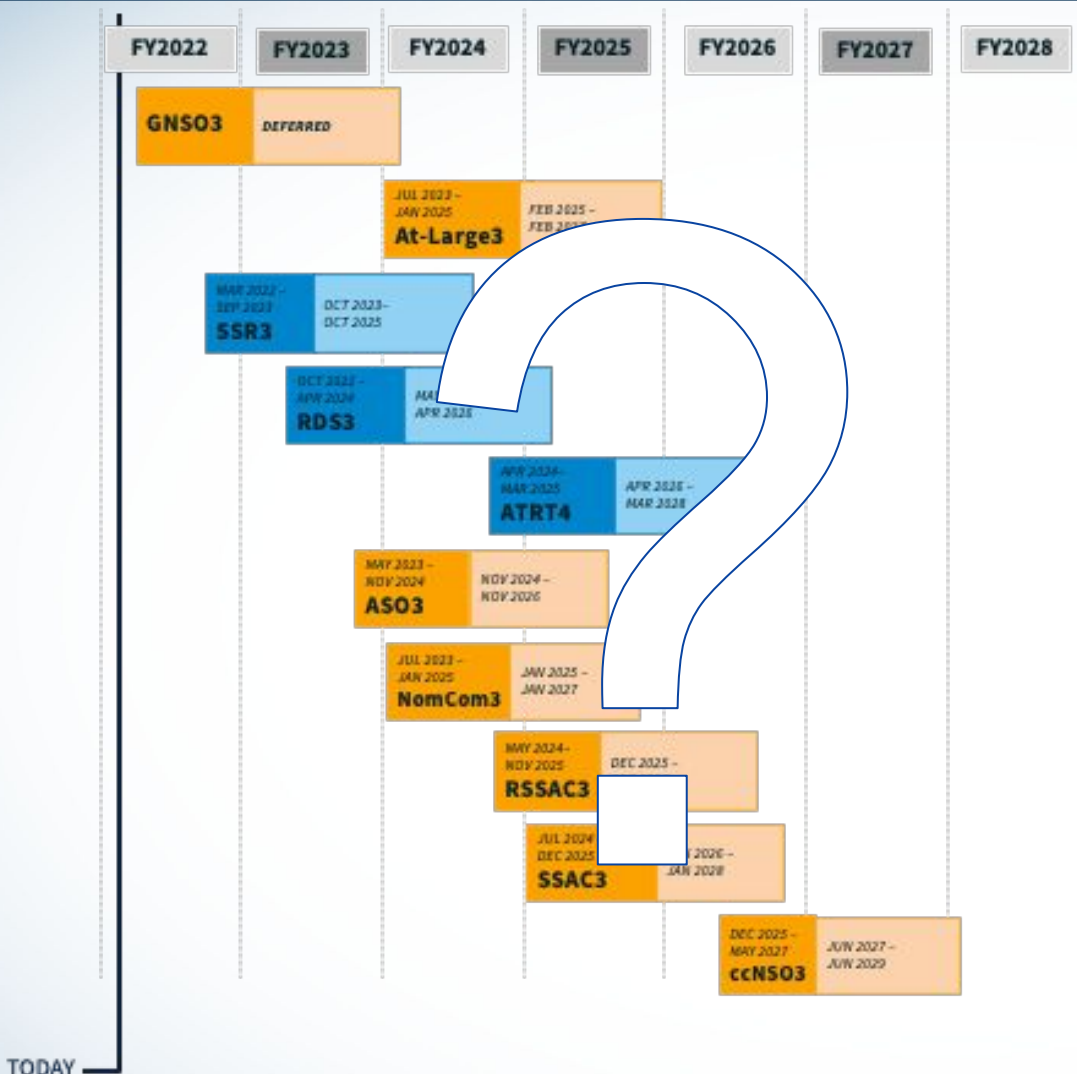 FY2022 FY2023 FY2024 FY2025 FY2026 FY2027 FY2028
GNSO3
DEFERRED
JUL 2023 –
JAN 2025
At-Large3
FEB 2025 –
FEB
MAR 2022 –
SEP 2023
SSR3
OCT 2023–
OCT 2025
OCT 2022 –
APR 2024
RDS3
APR 2026
APR 2024–
MAR 2025
ATRT4
APR 2026 –
MAR 2028
MAY 2023 –
NOV 2024
ASO3
NOV 2024 –
NOV 2026
JUL 2023 –
JAN 2025
NomCom3
JAN 2025 –
JAN 2027
MAY 2024–
NOV 2025
RSSAC3
DEC 2025 –
JUL 2024
DEC 2025
SSAC3
2026 –
JAN 2028
DEC 2025 –
MAY 2027
ccNSO3
JUN 2027 –
JUN 2029
TODAY